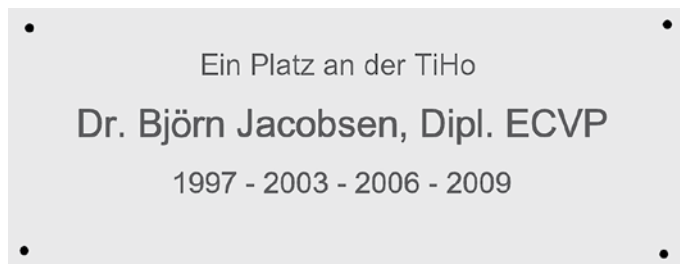 Ein Platz an der TiHo
Dr. Björn Jacobsen, Dipl. ECVP
1997 - 2003 - 2006 - 2009